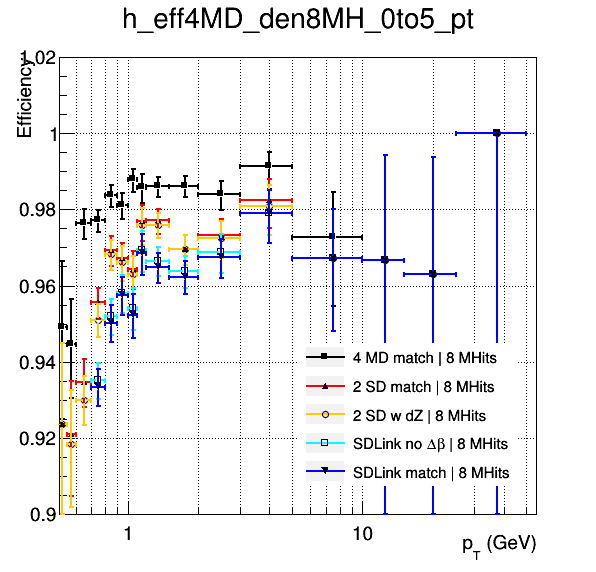 h_eff4MD_den8MH_0to5_pt
Efficiency
1.02
1
0.98
0.96
0.94
0.92
0.9
4 MD match | 8 MHits
2 SD match | 8 MHits
2 SD w dZ | 8 MHits
SDLink no Δβ | 8 MHits
SDLink match | 8 MHits
1
10
p_T (GeV)